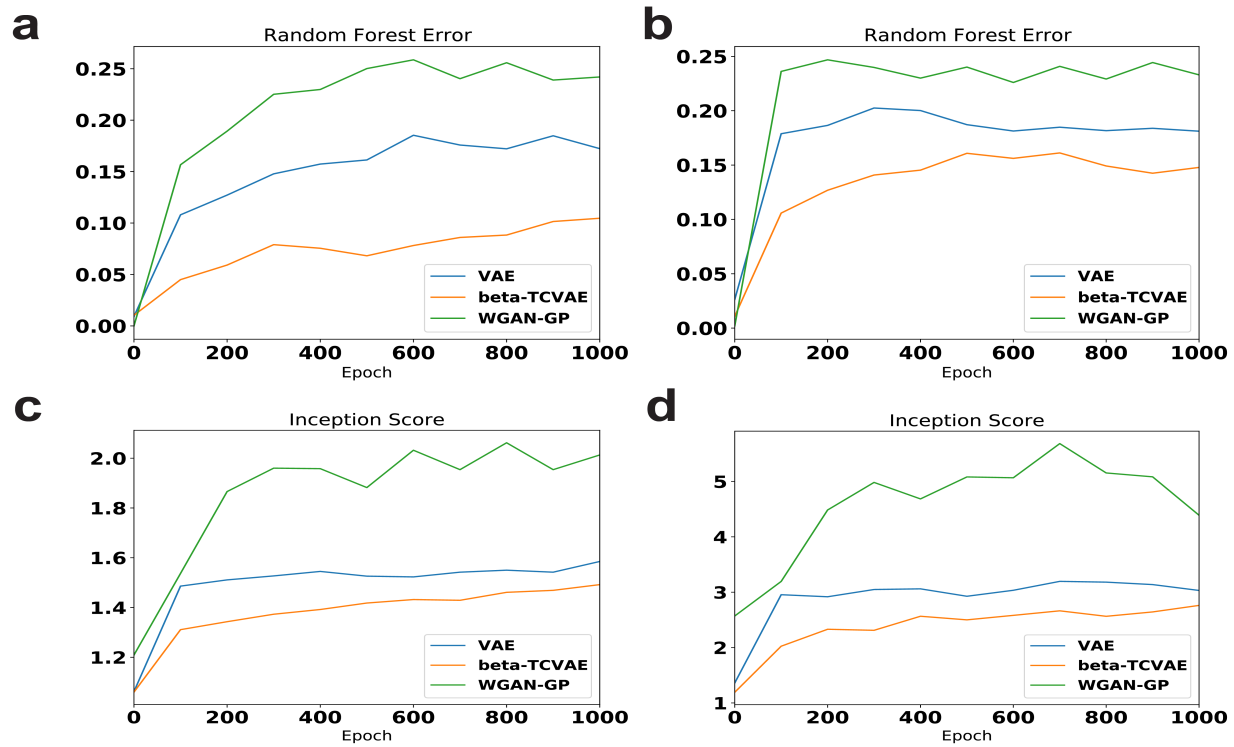 a
Random Forest Error
0.25
0.20
0.15
0.10
0.05
0.00
VAE
beta-TCVAE
WGAN-GP
0 200 400 600 800 1000
Epoch
b
Random Forest Error
0.25
0.20
0.15
0.10
0.05
0.00
VAE
beta-TCVAE
WGAN-GP
0 200 400 600 800 1000
Epoch
c
Inception Score
2.0
1.8
1.6
1.4
1.2
VAE
beta-TCVAE
WGAN-GP
0 200 400 600 800 1000
Epoch
d
Inception Score
5
4
3
2
1
VAE
beta-TCVAE
WGAN-GP
0 200 400 600 800 1000
Epoch